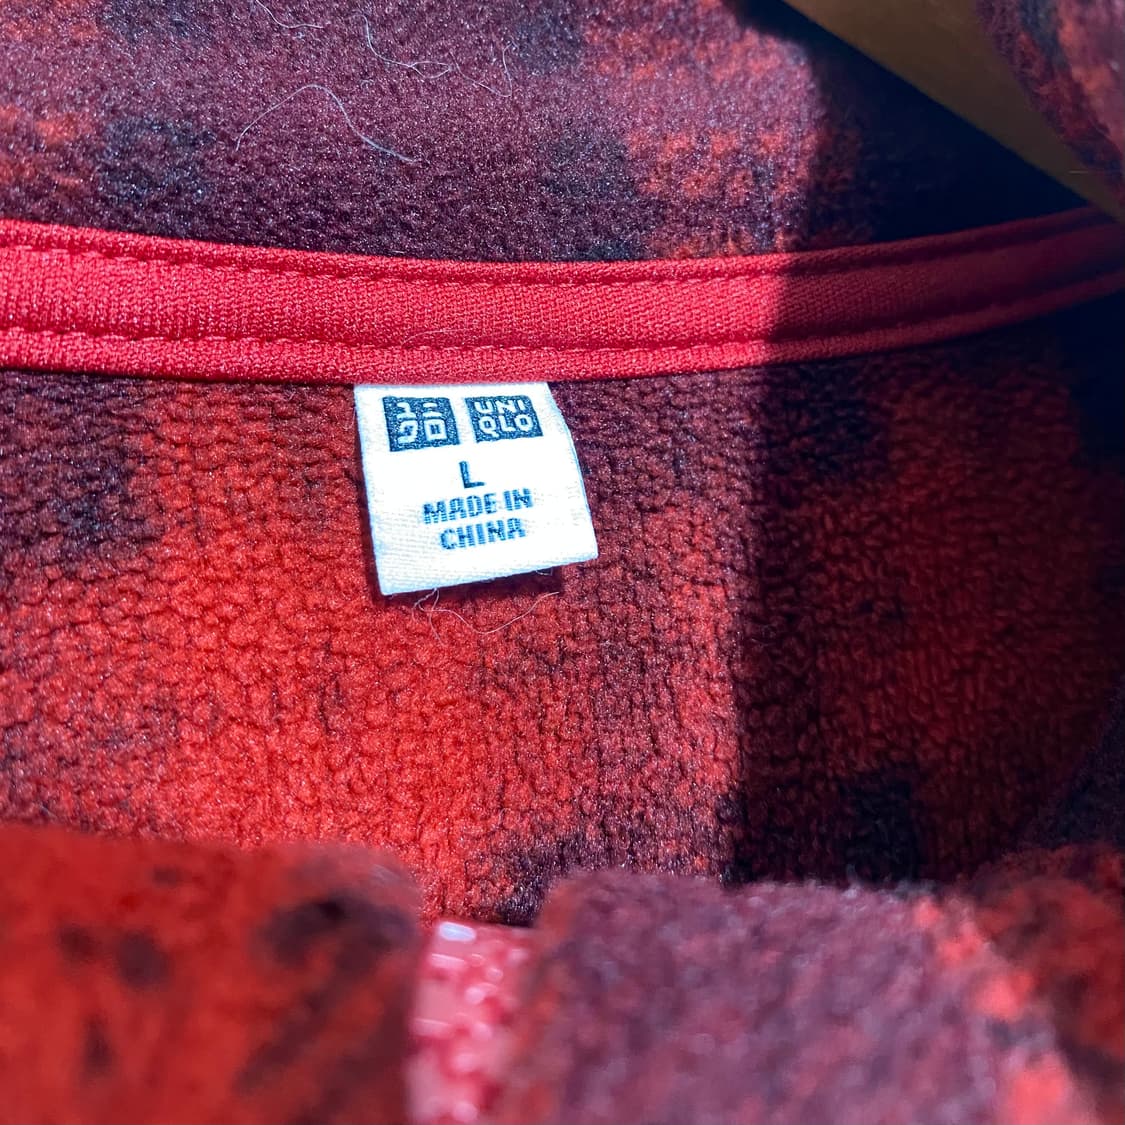 ユニ UNI
クロ QLO
L
MADE IN
CHINA